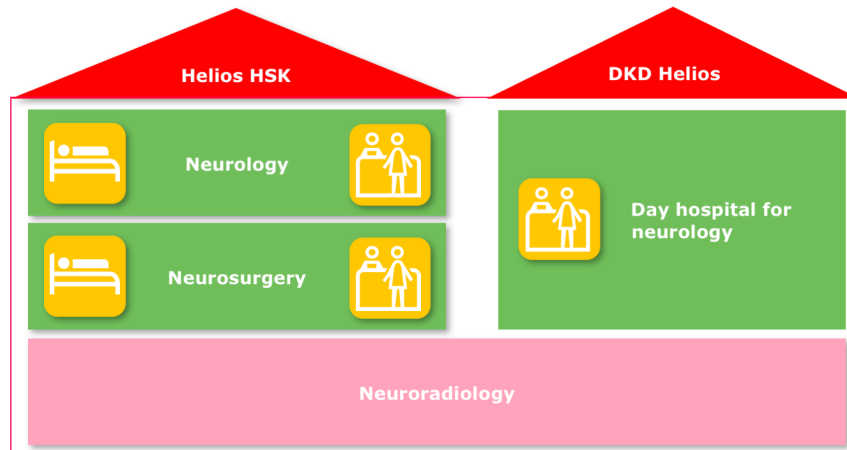 Helios HSK
DKD Helios
Neurology
Neurosurgery
Day hospital for
neurology
Neuroradiology